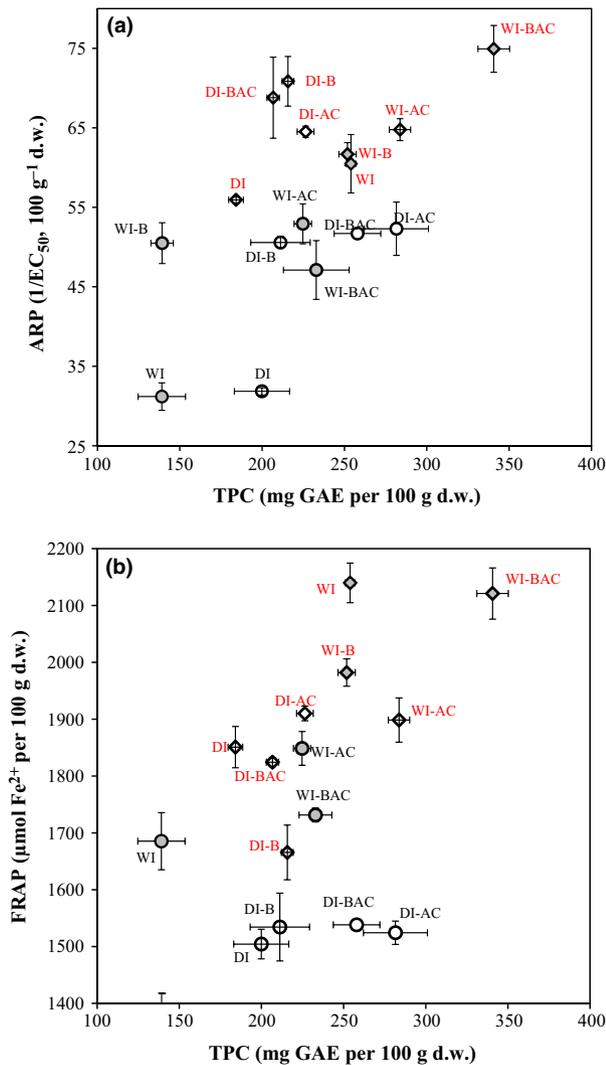 (a)
WI-BAC
75
DI-B
DI-BAC
DI-AC
WI-AC
65
WI-B
WI
DI
WI-AC
55
WI-B
DI-BAC
DI-AC
DI-B
WI-BAC
45
WI
DI
35
25
ARP (1/EC50, 100 g–1 d.w.)
100 150 200 250 300 350 400
TPC (mg GAE per 100 g d.w.)
2200
(b)
WI
WI-BAC
2100
WI-B
2000
DI-AC
WI-AC
1900
DI
WI-AC
DI-BAC
1800
WI-BAC
1700
WI
DI-B
1600
DI-B
DI-BAC
DI-AC
DI
1500
1400
FRAP (µmol Fe2+ per 100 g d.w.)
100 150 200 250 300 350 400
TPC (mg GAE per 100 g d.w.)